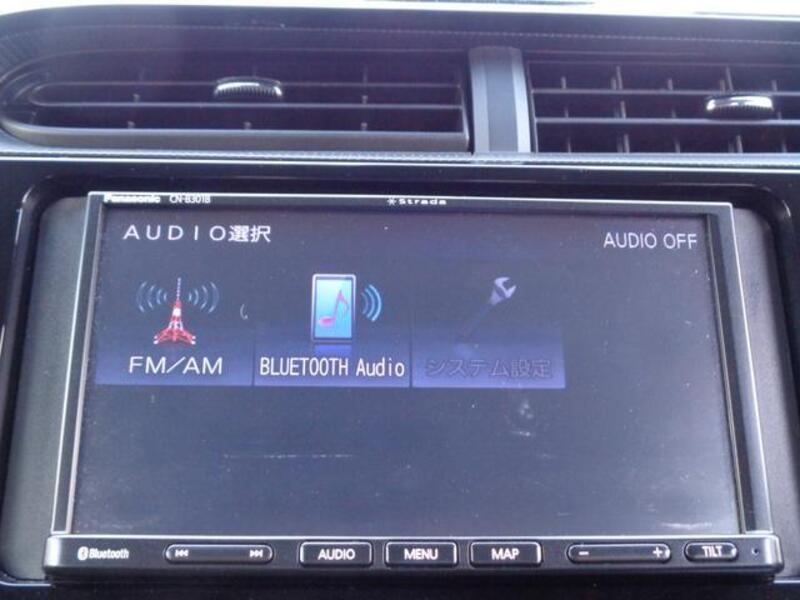 Panasonic CN-B301B
Strada
AUDIO選択
AUDIO OFF
FM/AM
BLUETOOTH Audio
システム設定
Bluetooth
AUDIO
MENU
MAP
− +
TILT